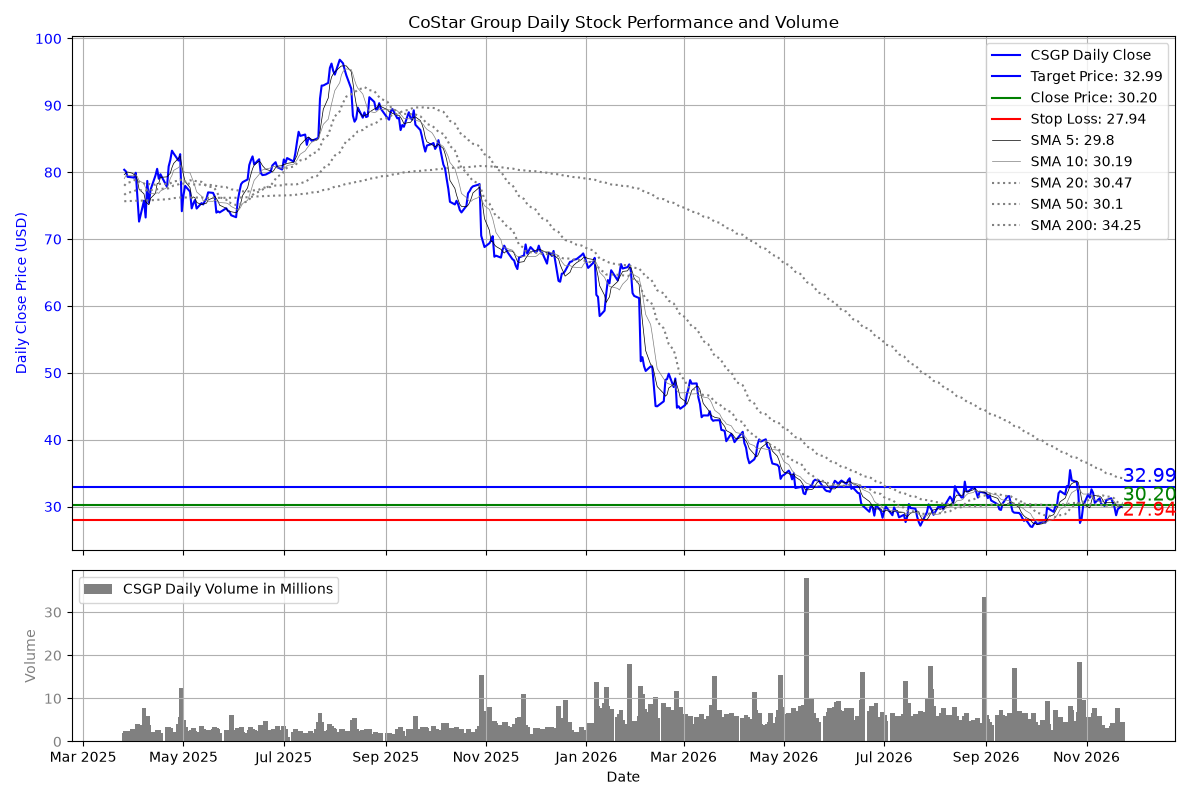 CoStar Group Daily Stock Performance and Volume
Daily Close Price (USD)
100
90
80
70
60
50
40
30
CSGP Daily Close
Target Price: 32.99
Close Price: 30.20
Stop Loss: 27.94
SMA 5: 29.8
SMA 10: 30.19
SMA 20: 30.47
SMA 50: 30.1
SMA 200: 34.25
32.99
30.20
27.94
Volume
30
20
10
0
CSGP Daily Volume in Millions
Mar 2025
May 2025
Jul 2025
Sep 2025
Nov 2025
Jan 2026
Mar 2026
May 2026
Jul 2026
Sep 2026
Nov 2026
Date